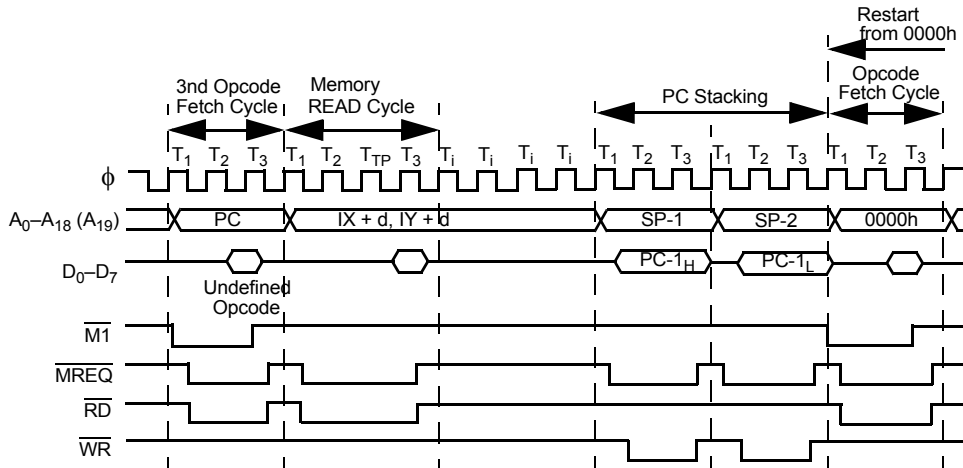 Restart
from 0000h
3nd Opcode
Fetch Cycle
Memory
READ Cycle
PC Stacking
Opcode
Fetch Cycle
T1 T2 T3 T1 T2 TTP T3 Ti Ti Ti Ti T1 T2 T3 T1 T2 T3 T1 T2 T3
ϕ
A0–A18 (A19) PC IX + d, IY + d SP-1 SP-2 0000h
D0–D7 PC-1H PC-1L
Undefined
Opcode
M1
MREQ
RD
WR